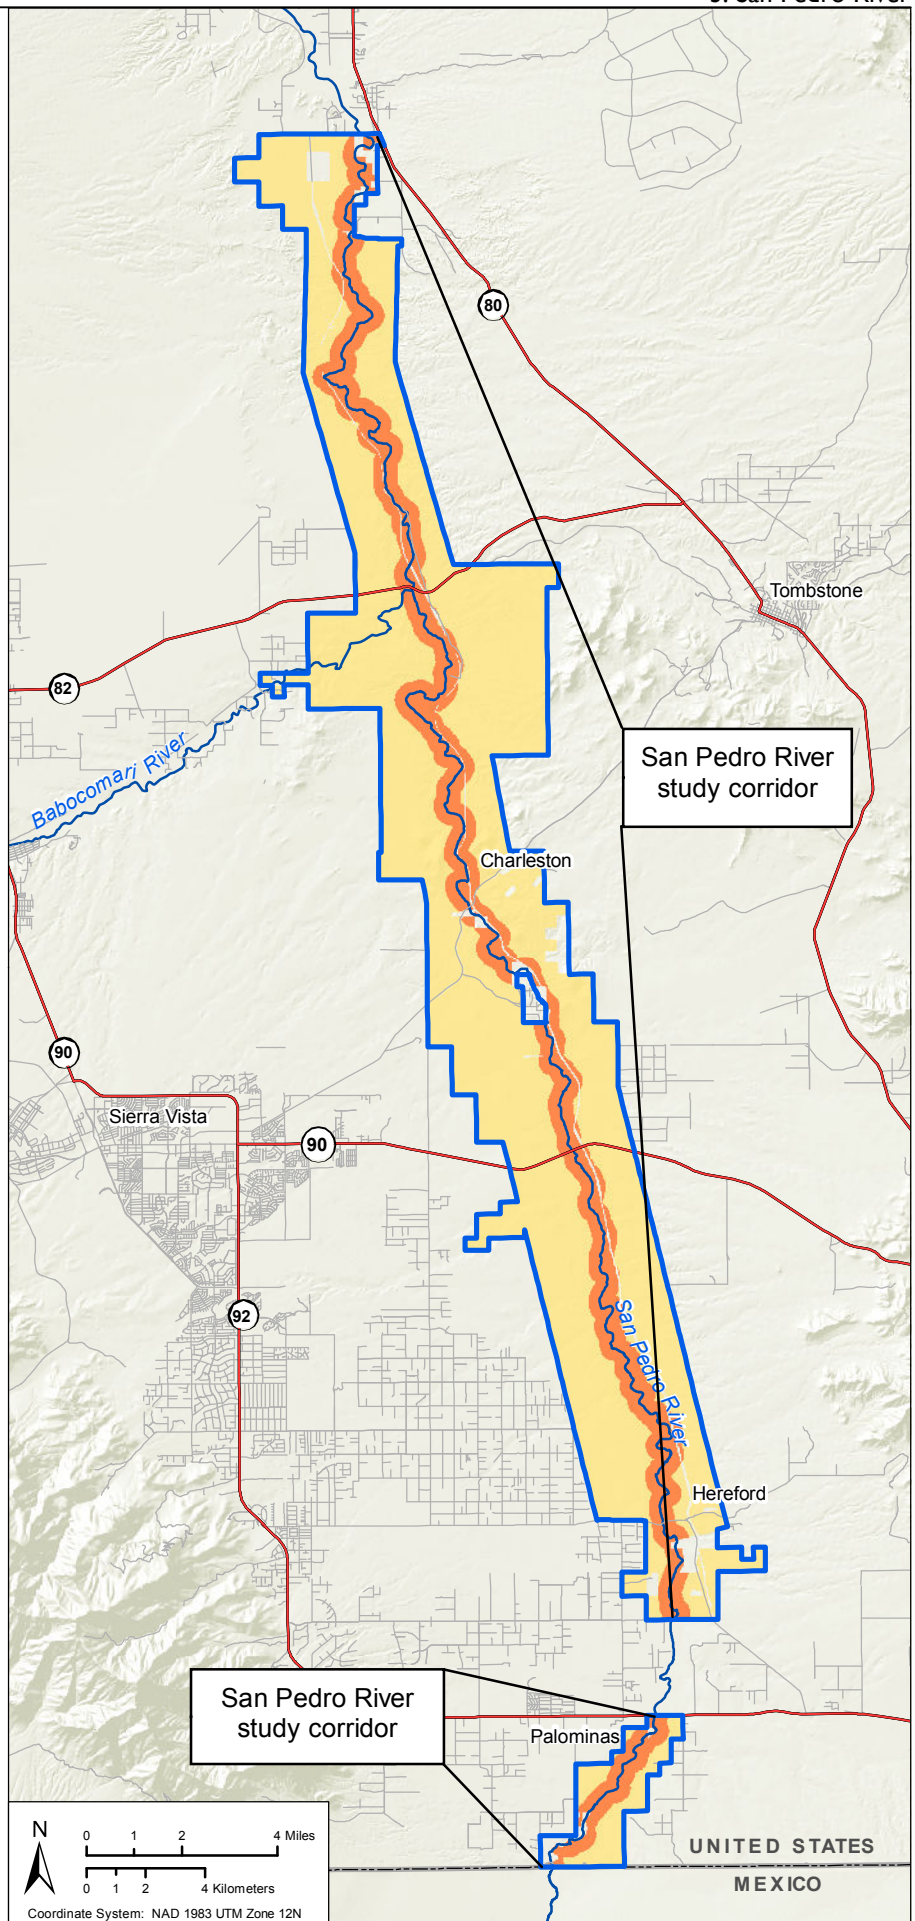 80
Tombstone
82
Babocomari River
San Pedro River
study corridor
Charleston
90
Sierra Vista
90
92
San Pedro River
Hereford
San Pedro River
study corridor
Palominas
N
0 1 2 4 Miles
0 1 2 4 Kilometers
Coordinate System: NAD 1983 UTM Zone 12N
UNITED STATES
MEXICO